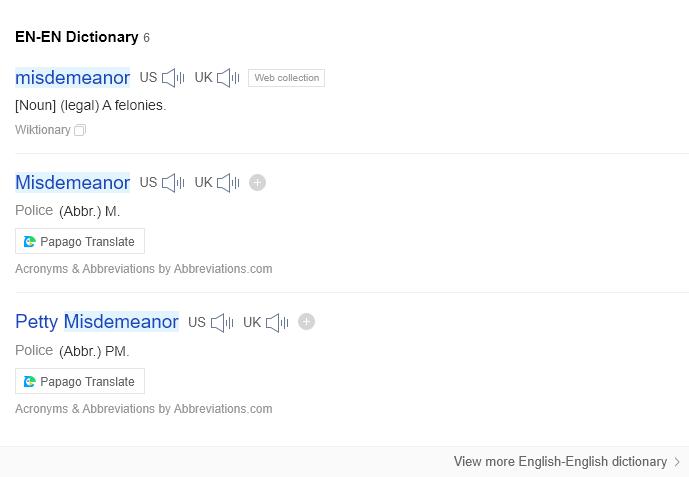 EN-EN Dictionary 6
misdemeanor US UK Web collection
[Noun] (legal) A felonies.
Wiktionary
Misdemeanor US UK
Police (Abbr.) M.
Papago Translate
Acronyms & Abbreviations by Abbreviations.com
Petty Misdemeanor US UK
Police (Abbr.) PM.
Papago Translate
Acronyms & Abbreviations by Abbreviations.com
View more English-English dictionary